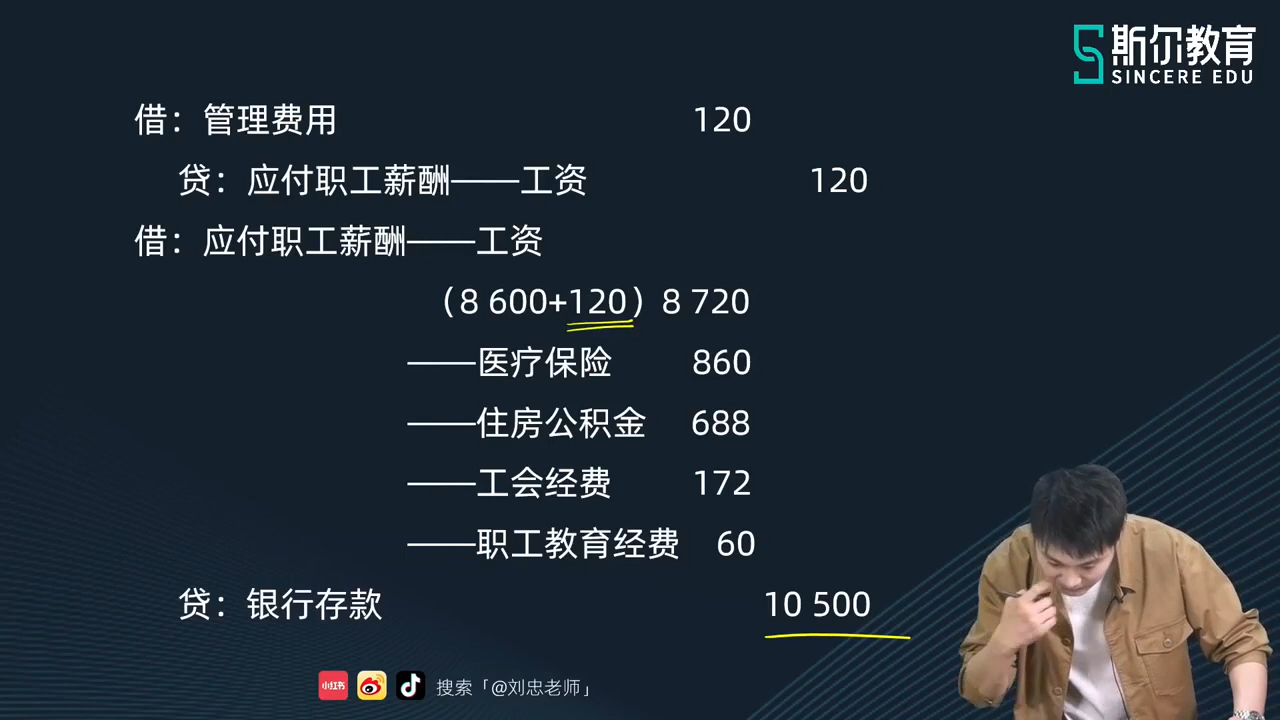 斯尔教育
SINCERE EDU
借：管理费用 120
贷：应付职工薪酬——工资 120
借：应付职工薪酬——工资
（8 600+120）8 720
——医疗保险 860
——住房公积金 688
——工会经费 172
——职工教育经费 60
贷：银行存款 10 500
小红书 搜索「@刘忠老师」